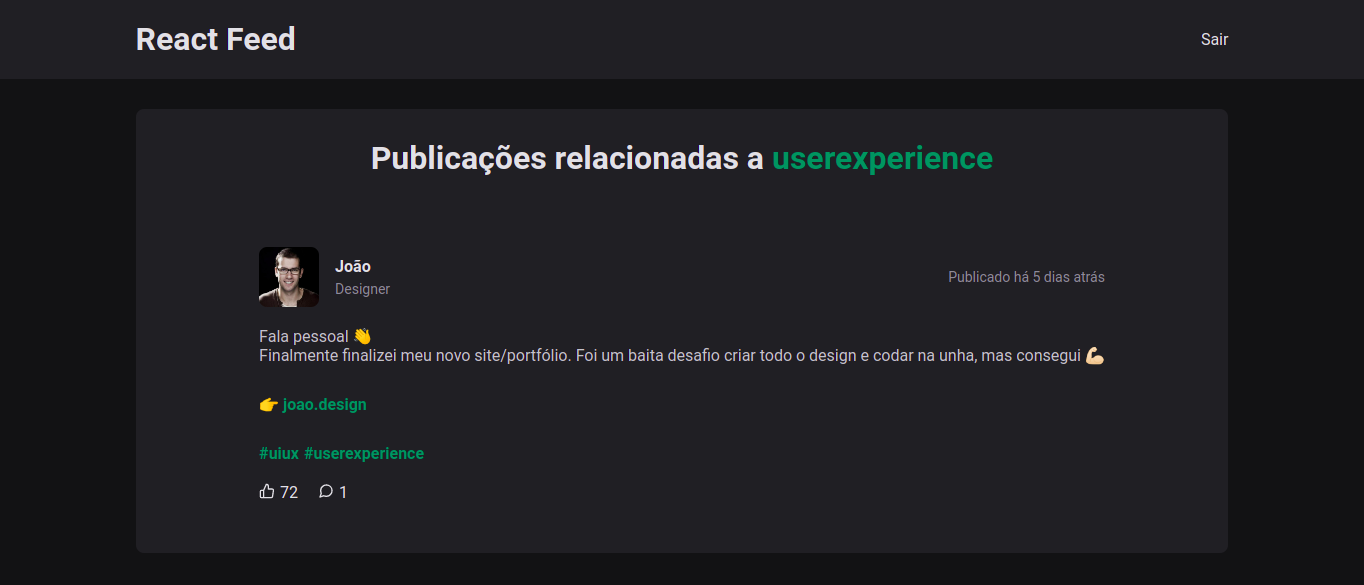 React Feed
Sair
Publicações relacionadas a userexperience
João
Designer
Publicado há 5 dias atrás
Fala pessoal 👋
Finalmente finalizei meu novo site/portfólio. Foi um baita desafio criar todo o design e codar na unha, mas consegui 💪🏼
👉 joao.design
#uiux #userexperience
72 1